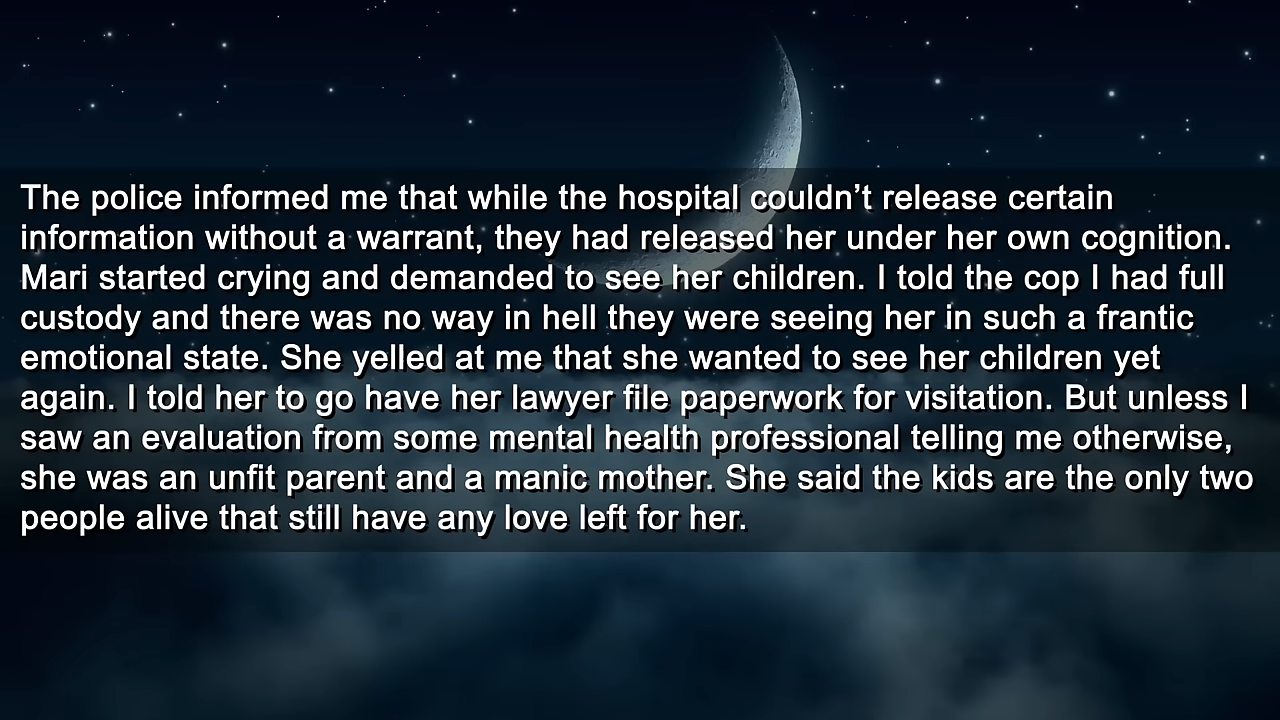 The police informed me that while the hospital couldn’t release certain
information without a warrant, they had released her under her own cognition.
Mari started crying and demanded to see her children. I told the cop I had full
custody and there was no way in hell they were seeing her in such a frantic
emotional state. She yelled at me that she wanted to see her children yet
again. I told her to go have her lawyer file paperwork for visitation. But unless I
saw an evaluation from some mental health professional telling me otherwise,
she was an unfit parent and a manic mother. She said the kids are the only two
people alive that still have any love left for her.